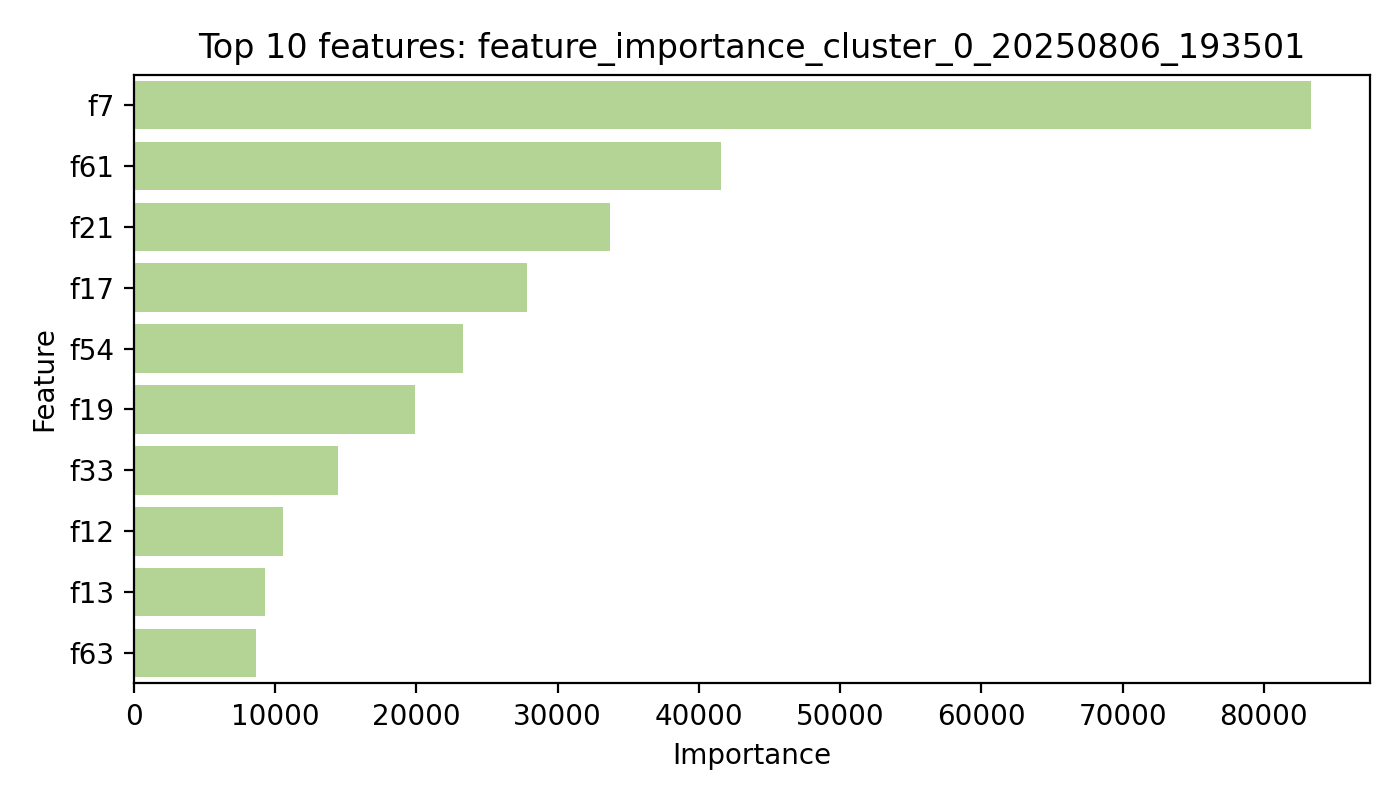 Top 10 features: feature_importance_cluster_0_20250806_193501
f7
f61
f21
f17
f54
f19
f33
f12
f13
f63
Feature
0 10000 20000 30000 40000 50000 60000 70000 80000
Importance